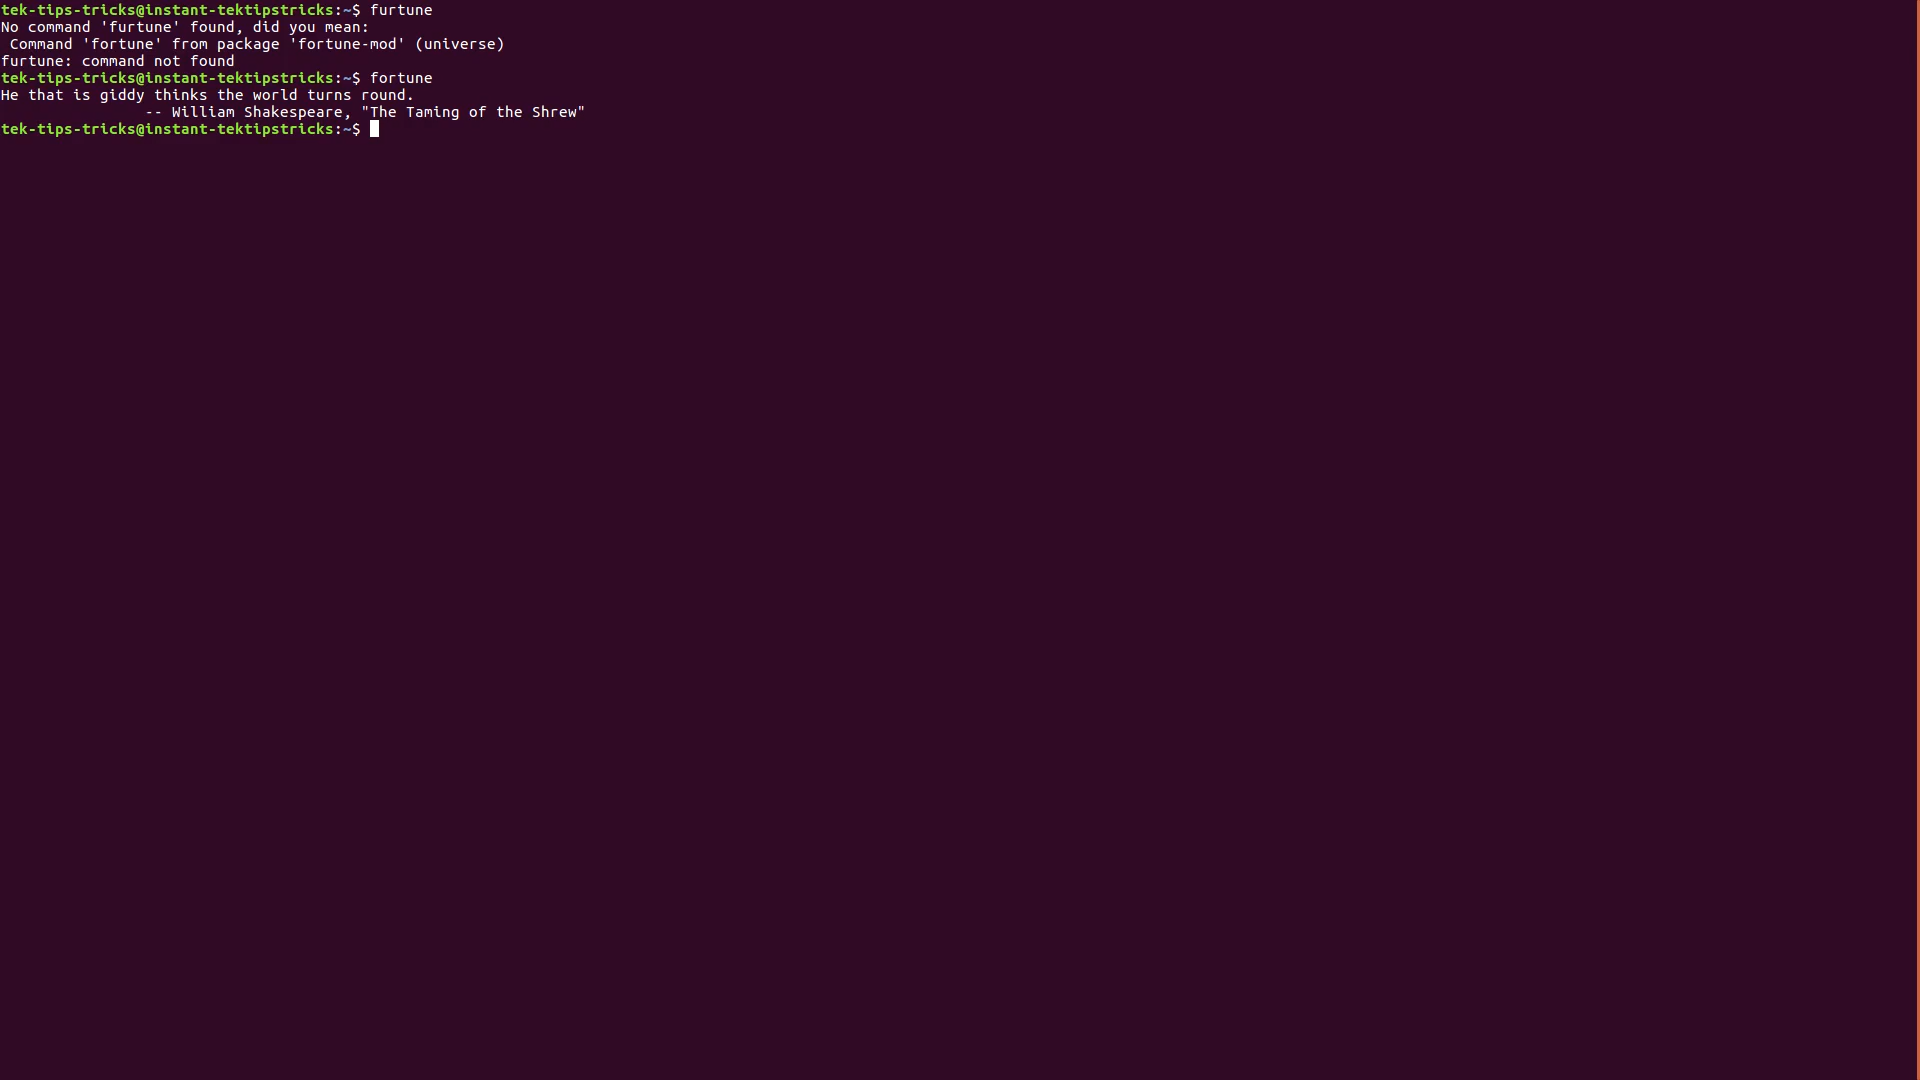 tek-tips-tricks@instant-tektipstricks:~$ furtune
No command 'furtune' found, did you mean:
 Command 'fortune' from package 'fortune-mod' (universe)
furtune: command not found
tek-tips-tricks@instant-tektipstricks:~$ fortune
He that is giddy thinks the world turns round.
                -- William Shakespeare, "The Taming of the Shrew"
tek-tips-tricks@instant-tektipstricks:~$